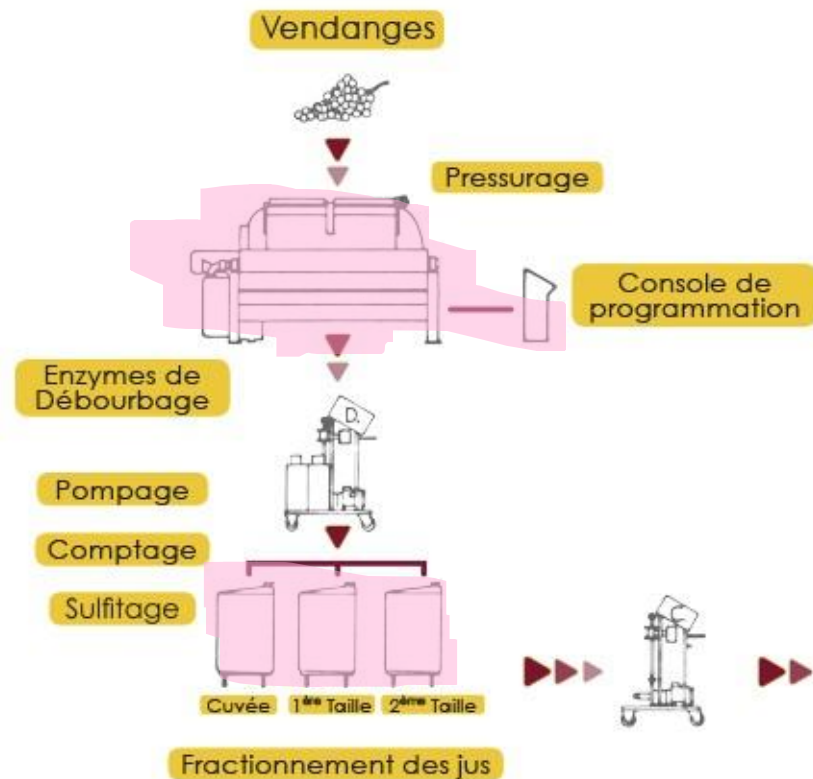 Vendanges
Pressurage
Console de
programmation
Enzymes de
Débourbage
D.
Pompage
Comptage
Sulfitage
Cuvée
1ère Taille
2ème Taille
Fractionnement des jus